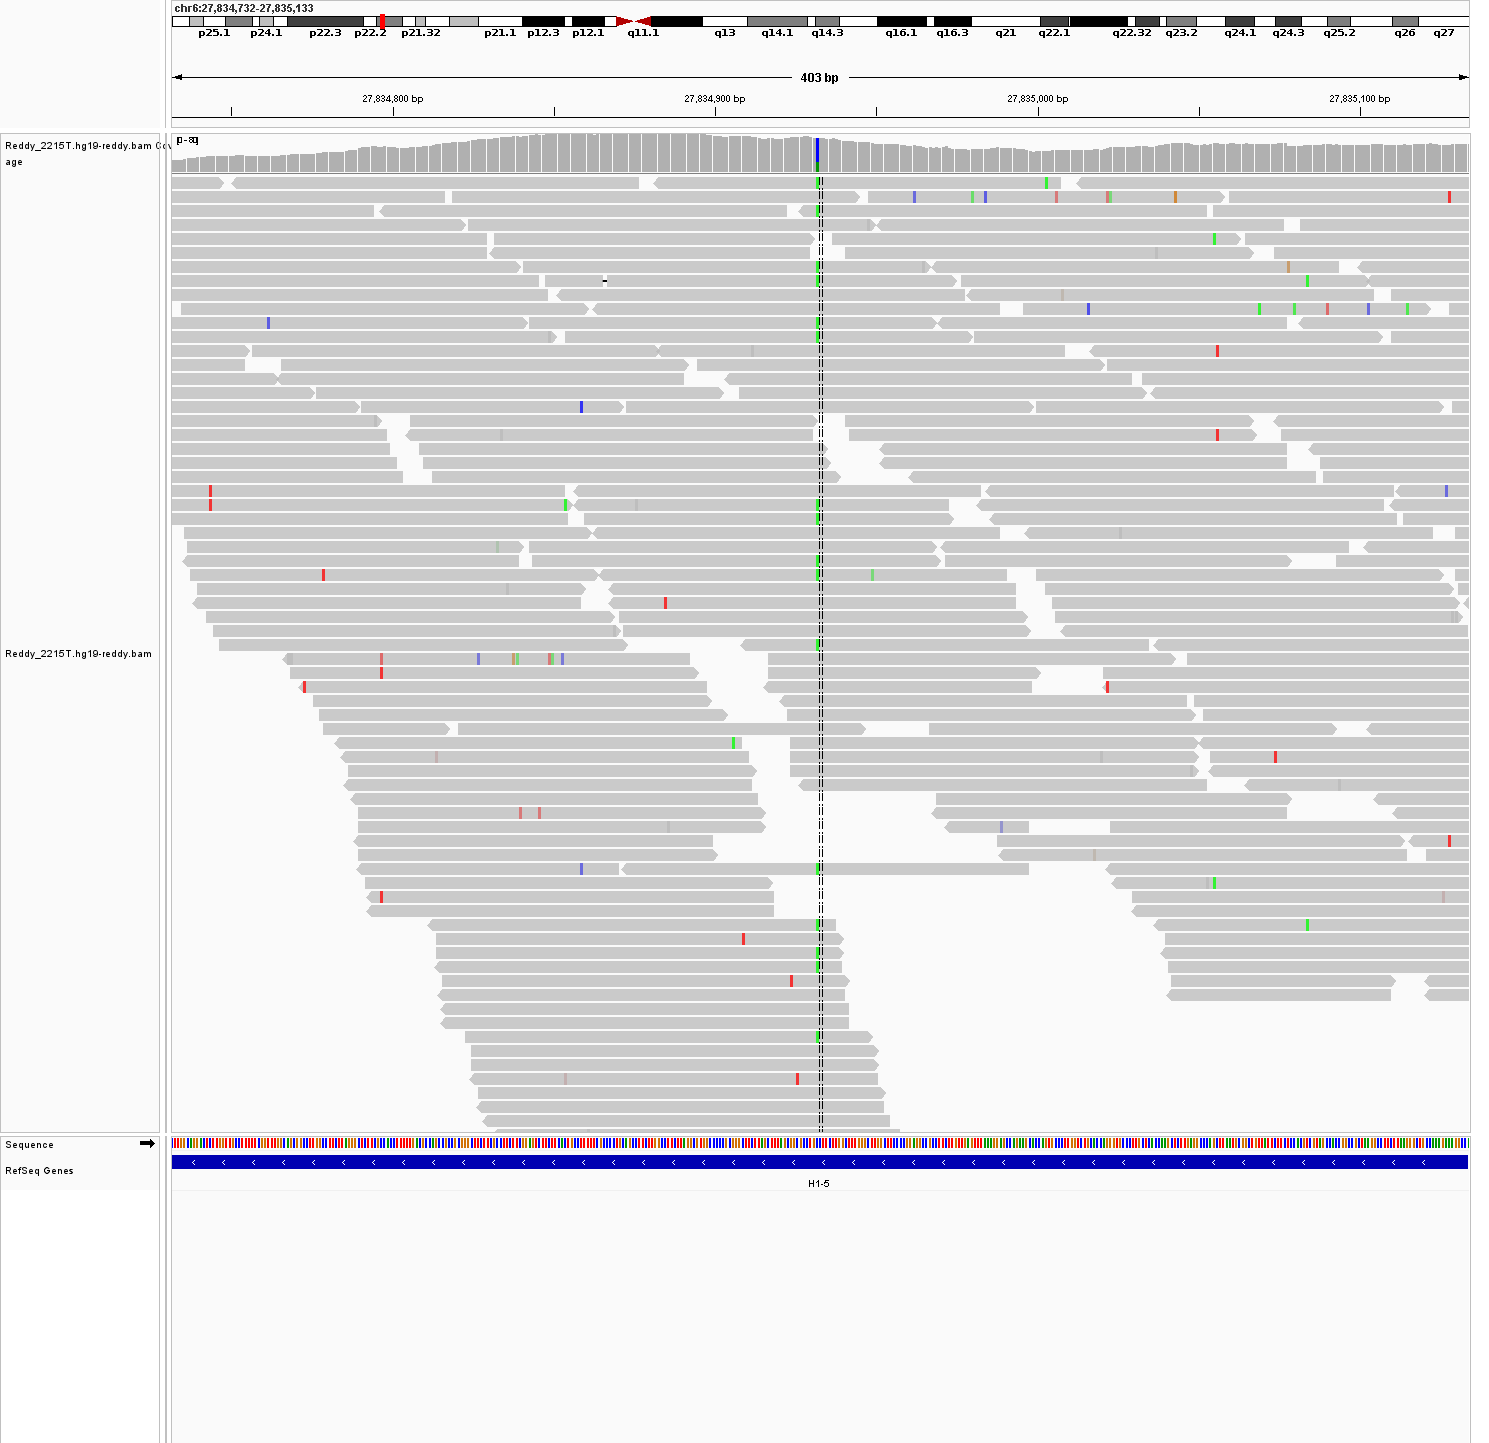 chr6:27,834,732-27,835,133
p25.1 p24.1 p22.3 p22.2 p21.32 p21.1 p12.3 p12.1 q11.1 q13 q14.1 q14.3 q16.1 q16.3 q21 q22.1 q22.32 q23.2 q24.1 q24.3 q25.2 q26 q27
403 bp
27,834,800 bp 27,834,900 bp 27,835,000 bp 27,835,100 bp
[0 - 80]
Reddy_2215T.hg19-reddy.bam Cov
age
Reddy_2215T.hg19-reddy.bam
Sequence
RefSeq Genes
H1-5